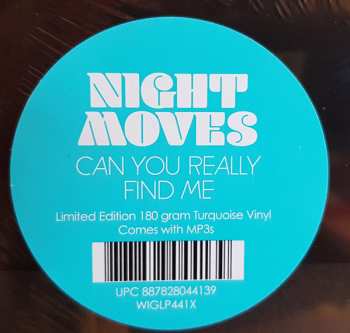 NIGHT
MOVES
CAN YOU REALLY
FIND ME
Limited Edition 180 gram Turquoise Vinyl
Comes with MP3s
UPC 887828044139
WIGLP441X